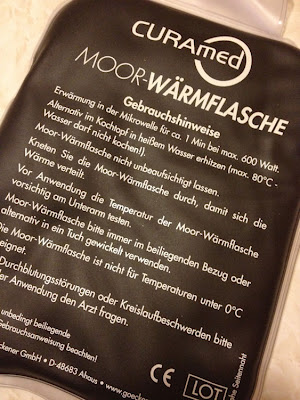 CURAMED
MOOR-WÄRMFLASCHE
Gebrauchshinweise
Erwärmung in der Mikrowelle für ca. 1 Min bei max. 600 Watt.
Alternativ im Kochtopf in heißem Wasser erhitzen (max. 80°C -
Wasser darf nicht kochen!).
Moor-Wärmflasche nicht unbeaufsichtigt lassen.
Kneten Sie die Moor-Wärmflasche durch, damit sich die
Wärme verteilt.
Vor Anwendung die Temperatur der Moor-Wärmflasche
vorsichtig am Unterarm testen.
Moor-Wärmflasche bitte immer im beiliegenden Bezug oder
alternativ in ein Tuch gewickelt verwenden.
Die Moor-Wärmflasche ist nicht für Temperaturen unter 0°C
eignet.
Durchblutungsstörungen oder Kreislaufbeschwerden bitte
der Anwendung den Arzt fragen.
unbedingt beiliegende
Gebrauchsanweisung beachten!
ckener GmbH • D-48683 Ahaus • www.goeck
CE
LOT
he Seitennaht